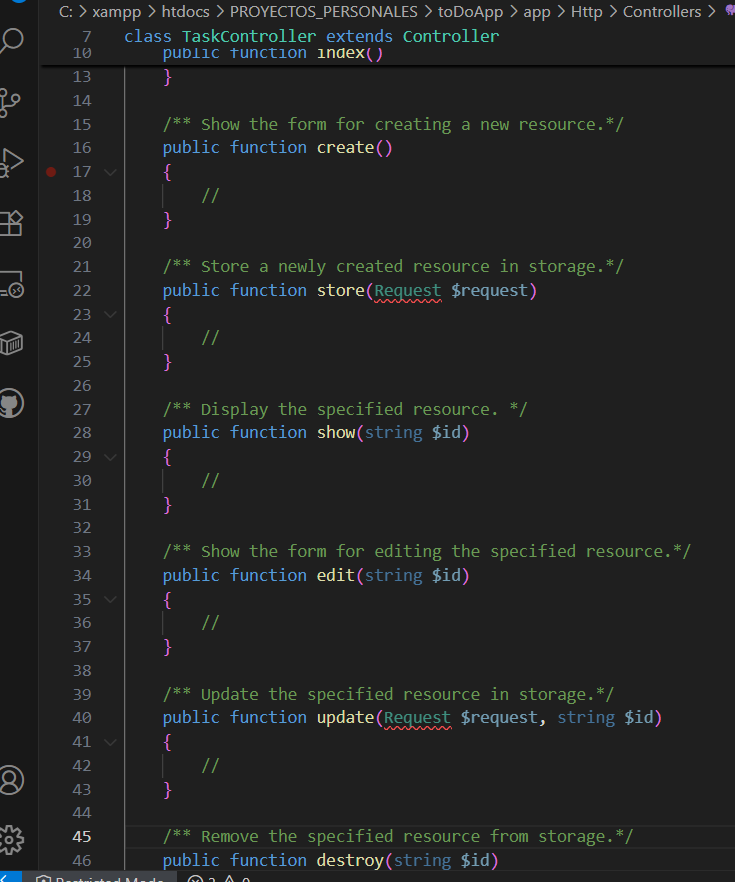 C: > xampp > htdocs > PROYECTOS_PERSONALES > toDoApp > app > Http > Controllers >
7 class TaskController extends Controller
10 public function index()
13 }
14
15 /** Show the form for creating a new resource.*/
16 public function create()
17 {
18 //
19 }
20
21 /** Store a newly created resource in storage.*/
22 public function store(Request $request)
23 {
24 //
25 }
26
27 /** Display the specified resource. */
28 public function show(string $id)
29 {
30 //
31 }
32
33 /** Show the form for editing the specified resource.*/
34 public function edit(string $id)
35 {
36 //
37 }
38
39 /** Update the specified resource in storage.*/
40 public function update(Request $request, string $id)
41 {
42 //
43 }
44
45 /** Remove the specified resource from storage.*/
46 public function destroy(string $id)
Restricted Mode